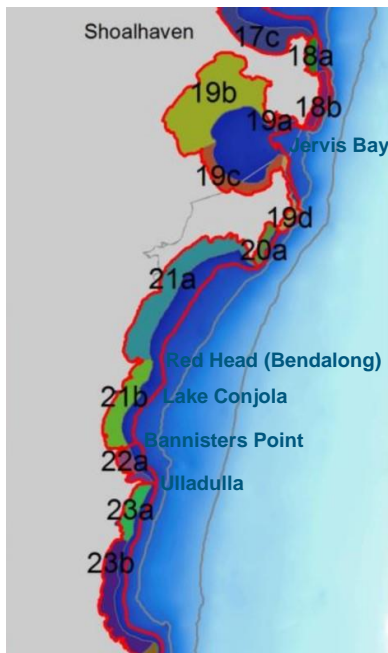 Shoalhaven
17c
18a
19b
18b
19a
Jervis Bay
19c
19d
20a
21a
Red Head (Bendalong)
21b
Lake Conjola
Bannisters Point
22a
Ulladulla
23a
23b